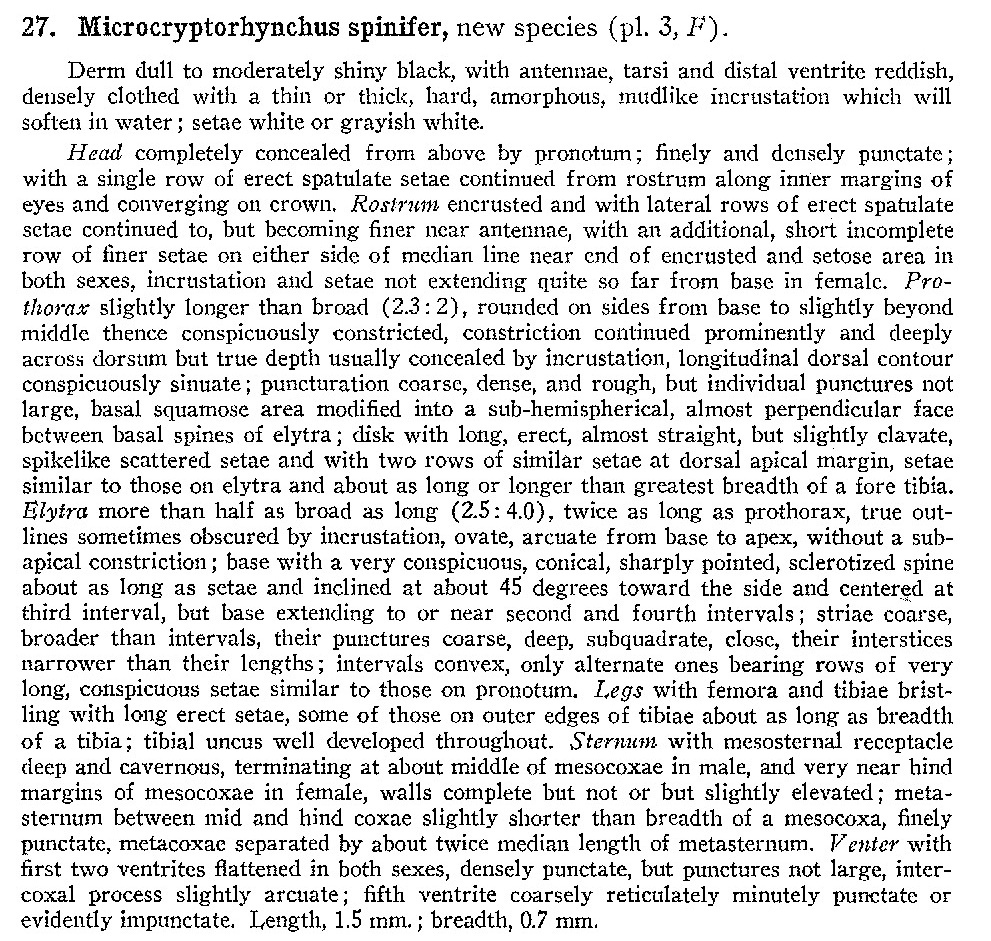 27. Microcryptorhynchus spinifer, new species (pl. 3, F).
Derm dull to moderately shiny black, with antennae, tarsi and distal ventrite reddish,
densely clothed with a thin or thick, hard, amorphous, mudlike incrustation which will
soften in water; setae white or grayish white.
Head completely concealed from above by pronotum; finely and densely punctate;
with a single row of erect spatulate setae continued from rostrum along inner margins of
eyes and converging on crown. Rostrum encrusted and with lateral rows of erect spatulate
setae continued to, but becoming finer near antennae, with an additional, short incomplete
row of finer setae on either side of median line near end of encrusted and setose area in
both sexes, incrustation and setae not extending quite so far from base in female. Pro-
thorax slightly longer than broad (2.3:2), rounded on sides from base to slightly beyond
middle thence conspicuously constricted, constriction continued prominently and deeply
across dorsum but true depth usually concealed by incrustation, longitudinal dorsal contour
conspicuously sinuate; puncturation coarse, dense, and rough, but individual punctures not
large, basal squamose area modified into a sub-hemispherical, almost perpendicular face
between basal spines of elytra; disk with long, erect, almost straight, but slightly clavate,
spikelike scattered setae and with two rows of similar setae at dorsal apical margin, setae
similar to those on elytra and about as long or longer than greatest breadth of a fore tibia.
Elytra more than half as broad as long (2.5:4.0), twice as long as prothorax, true out-
lines sometimes obscured by incrustation, ovate, arcuate from base to apex, without a sub-
apical constriction; base with a very conspicuous, conical, sharply pointed, sclerotized spine
about as long as setae and inclined at about 45 degrees toward the side and centered at
third interval, but base extending to or near second and fourth intervals; striae coarse,
broader than intervals, their punctures coarse, deep, subquadrate, close, their interstices
narrower than their lengths; intervals convex, only alternate ones bearing rows of very
long, conspicuous setae similar to those on pronotum. Legs with femora and tibiae brist-
ling with long erect setae, some of those on outer edges of tibiae about as long as breadth
of a tibia; tibial uncus well developed throughout. Sternum with mesosternal receptacle
deep and cavernous, terminating at about middle of mesocoxae in male, and very near hind
margins of mesocoxae in female, walls complete but not or but slightly elevated; meta-
sternum between mid and hind coxae slightly shorter than breadth of a mesocoxa, finely
punctate, metacoxae separated by about twice median length of metasternum. Venter with
first two ventrites flattened in both sexes, densely punctate, but punctures not large, inter-
coxal process slightly arcuate; fifth ventrite coarsely reticulately minutely punctate or
evidently impunctate. Length, 1.5 mm.; breadth, 0.7 mm.